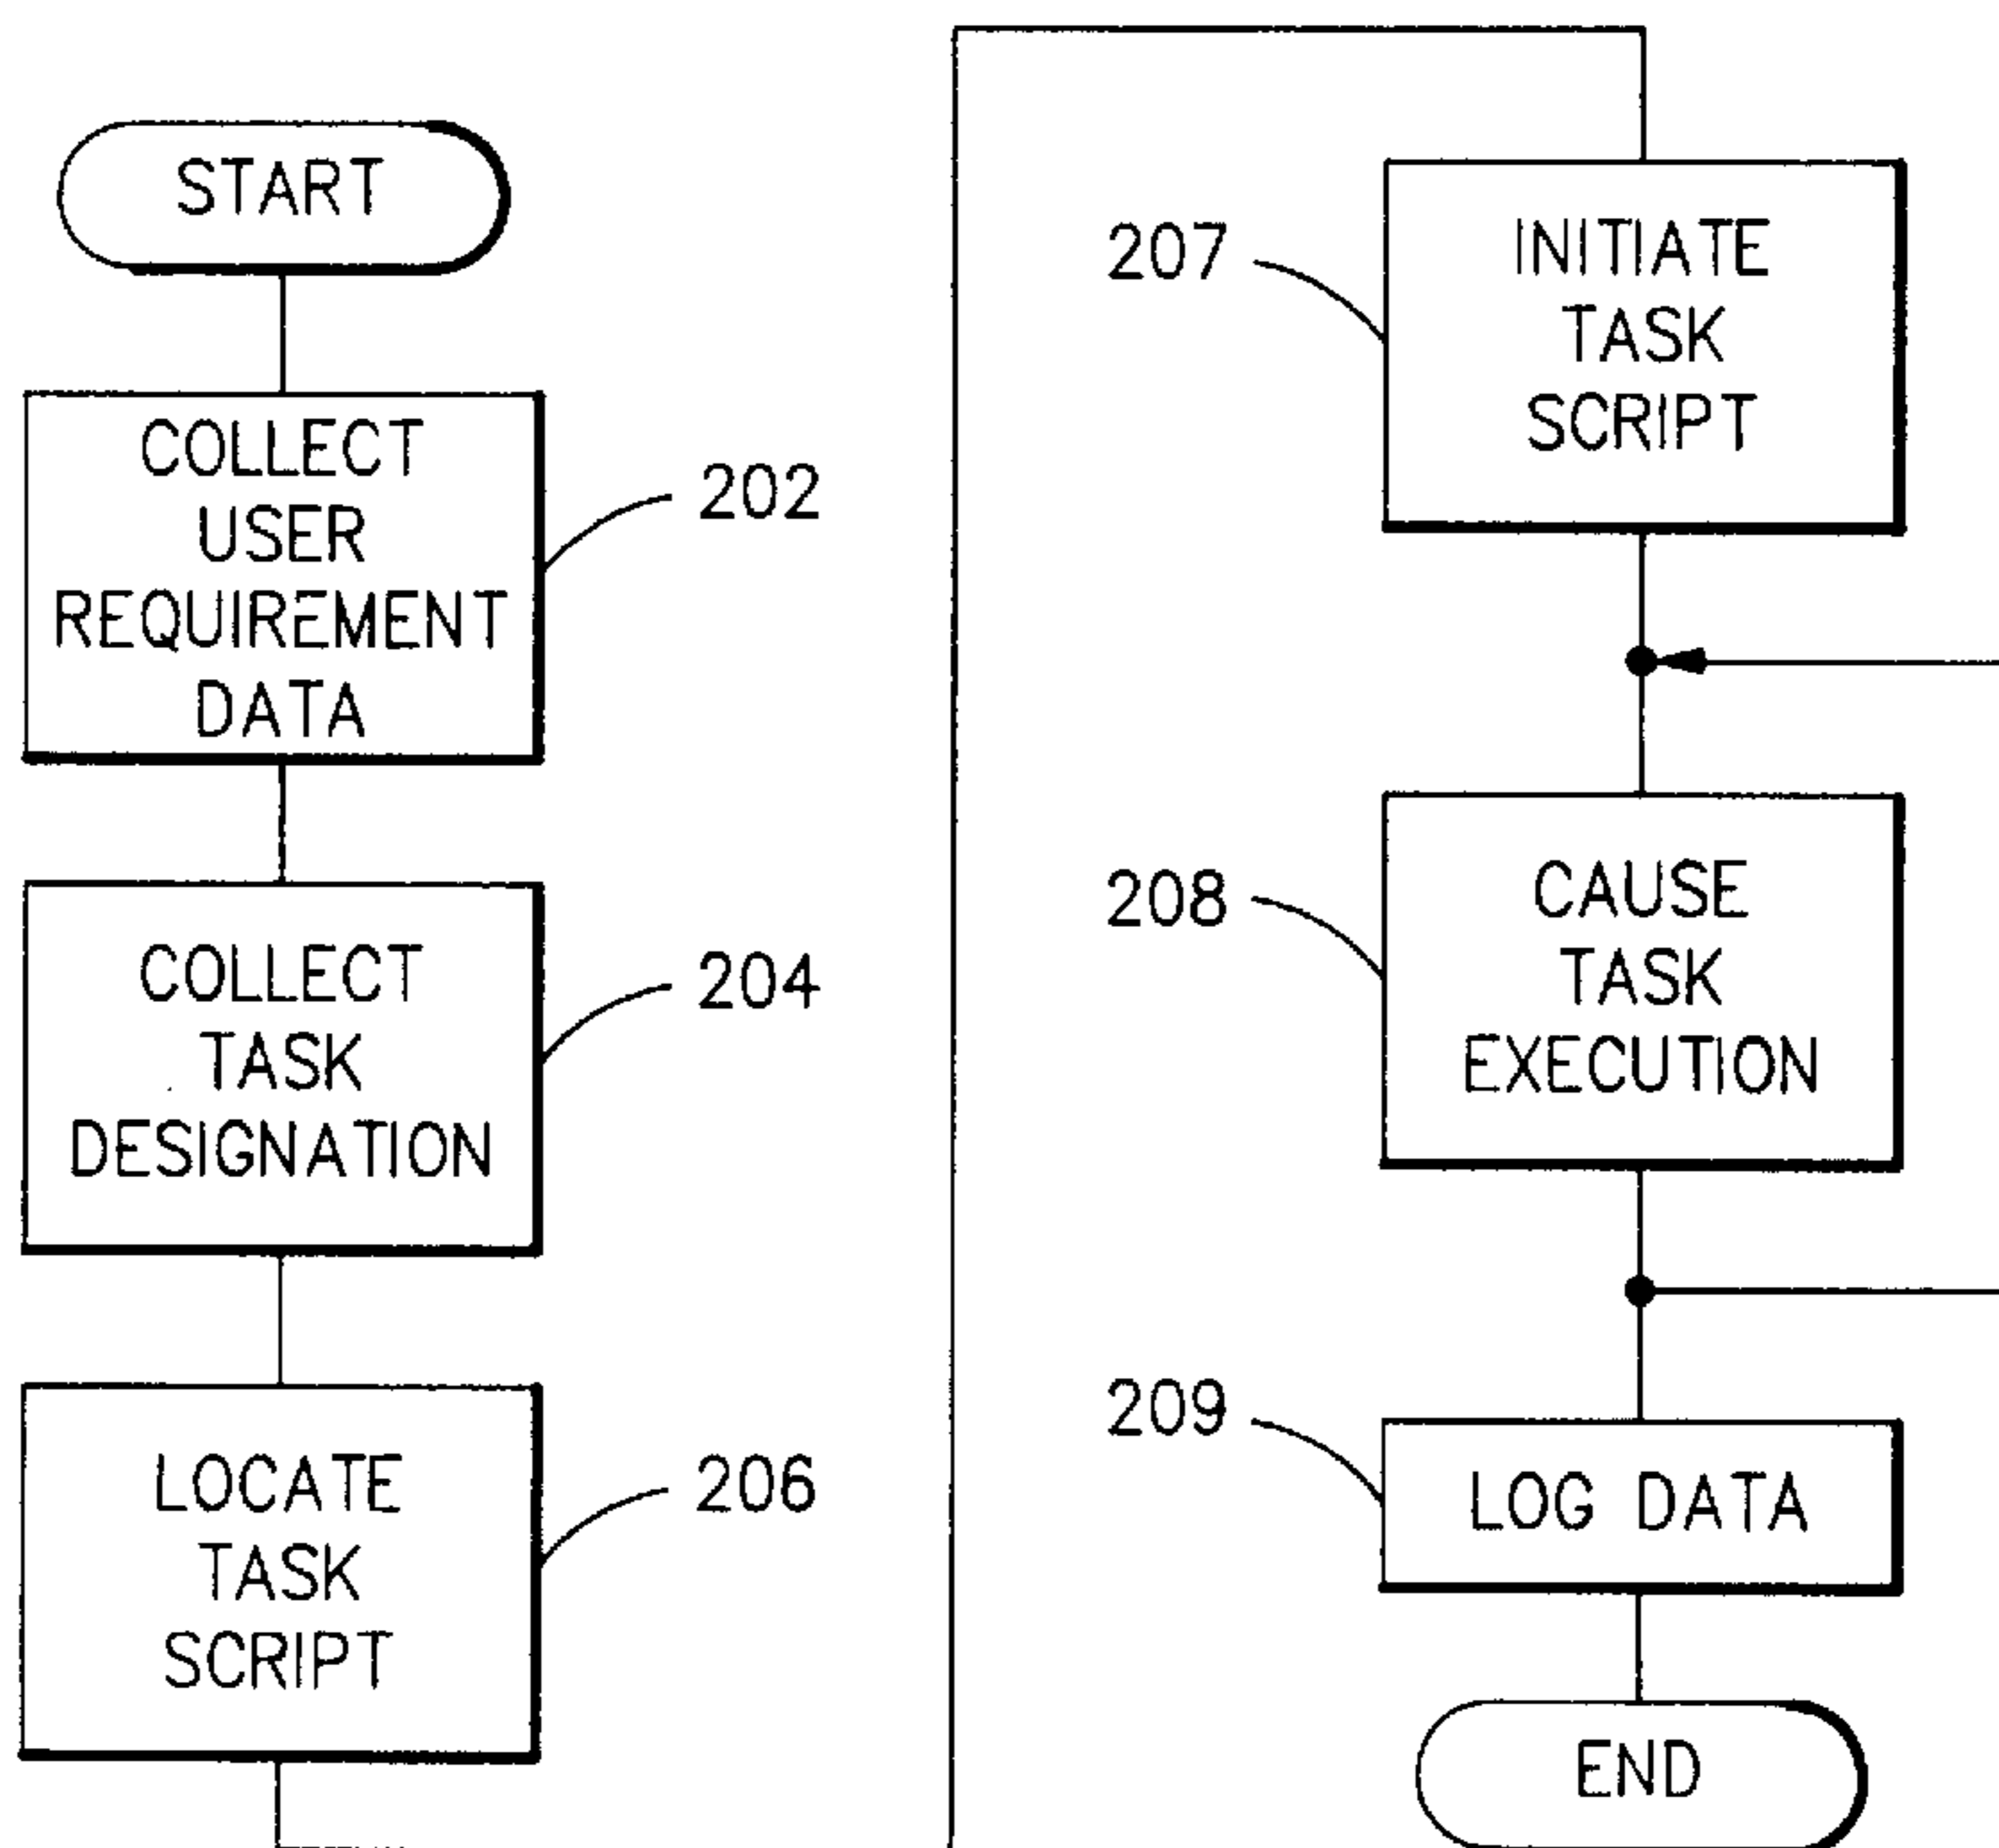 START
COLLECT
USER
REQUIREMENT
DATA
202
COLLECT
TASK
DESIGNATION
204
LOCATE
TASK
SCRIPT
206
207
INITIATE
TASK
SCRIPT
208
CAUSE
TASK
EXECUTION
209
LOG DATA
END